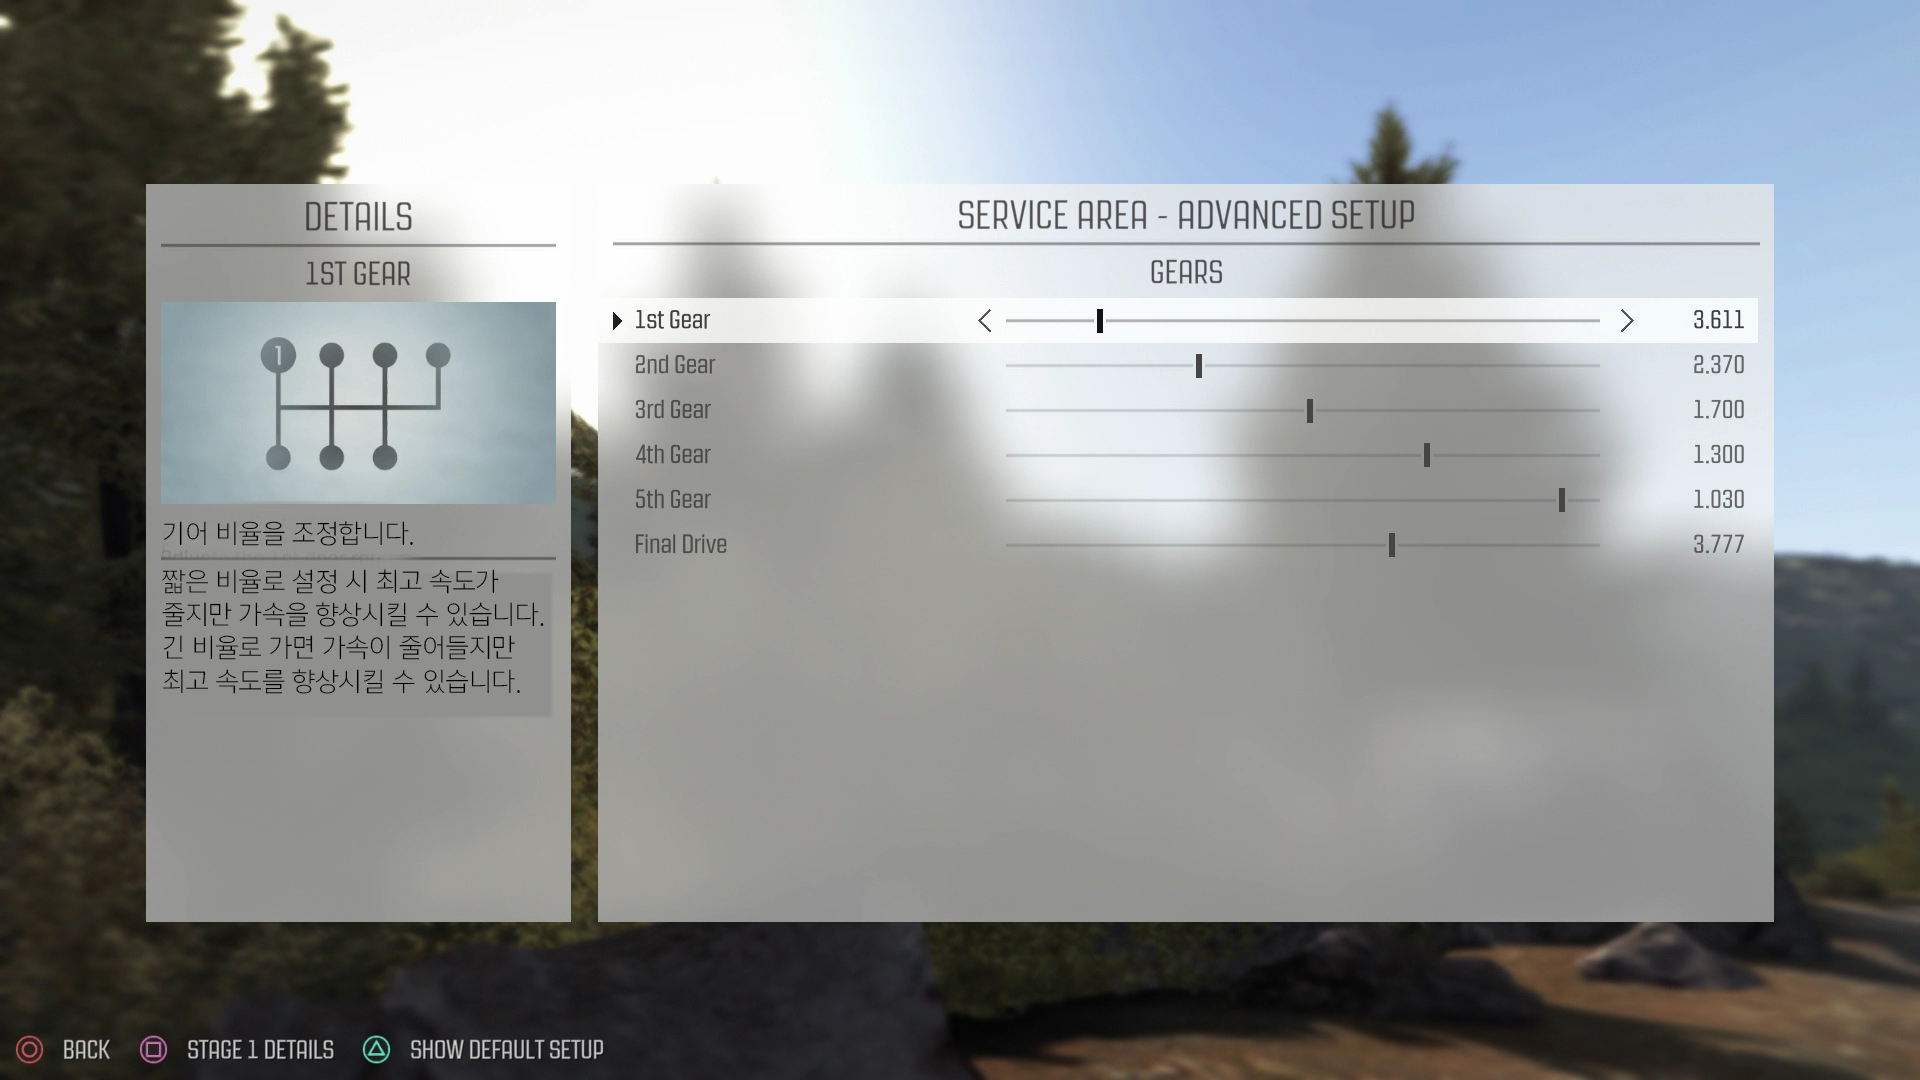 DETAILS
1ST GEAR
1
기어 비율을 조정합니다.
짧은 비율로 설정 시 최고 속도가
줄지만 가속을 향상시킬 수 있습니다.
긴 비율로 가면 가속이 줄어들지만
최고 속도를 향상시킬 수 있습니다.
SERVICE AREA - ADVANCED SETUP
GEARS
1st Gear 3.611
2nd Gear 2.370
3rd Gear 1.700
4th Gear 1.300
5th Gear 1.030
Final Drive 3.777
BACK STAGE 1 DETAILS SHOW DEFAULT SETUP